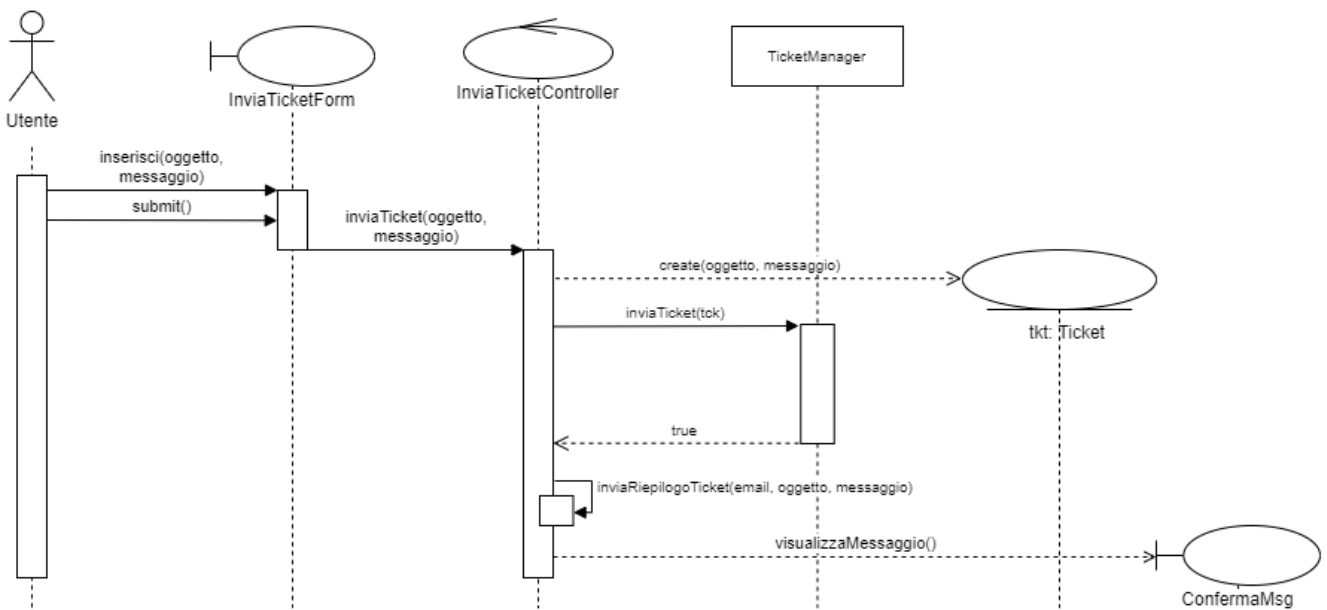 Utente
InviaTicketForm
InviaTicketController
TicketManager
inserisci(oggetto,
messaggio)
submit()
inviaTicket(oggetto,
messaggio)
create(oggetto, messaggio)
inviaTicket(tck)
tkt: Ticket
true
inviaRiepilogoTicket(email, oggetto, messaggio)
visualizzaMessaggio()
ConfermaMsg